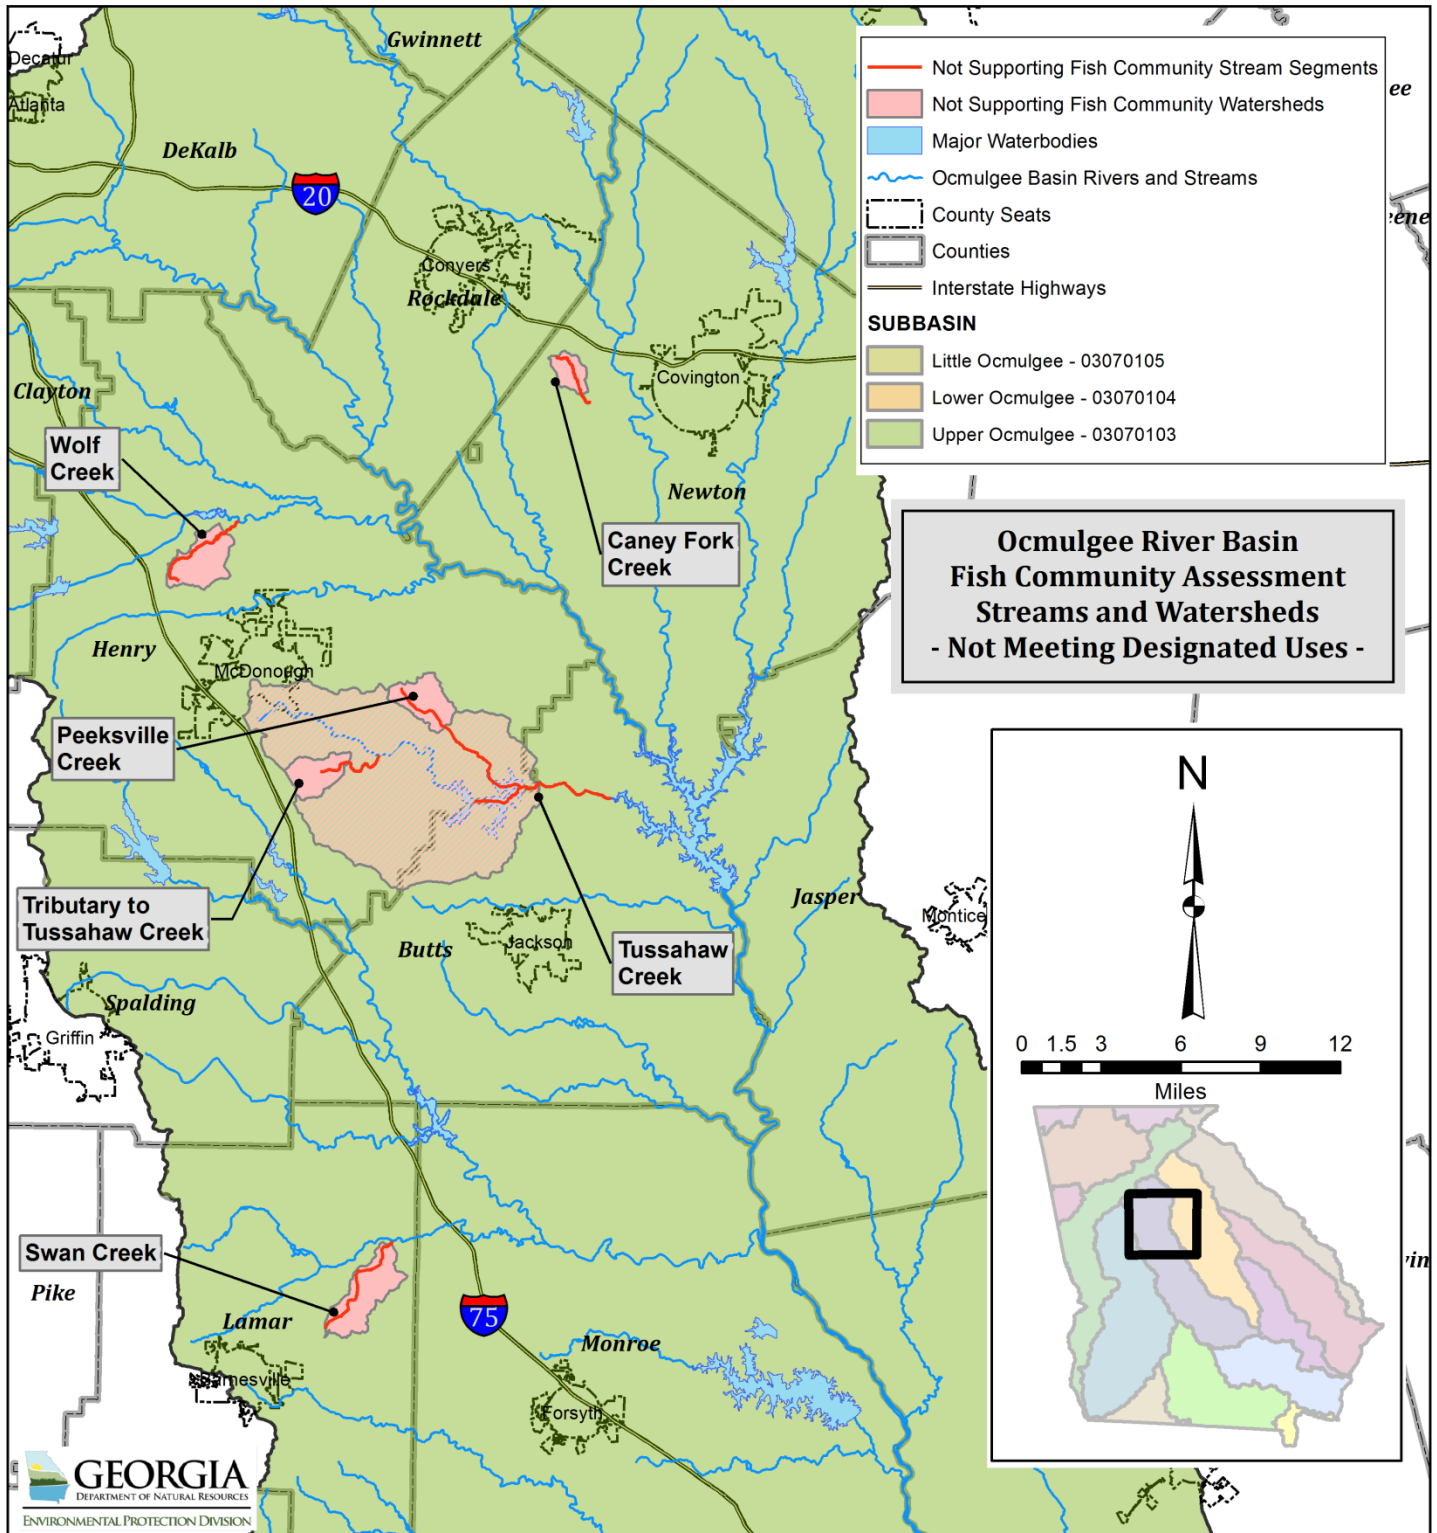 Decatur
Atlanta
Gwinnett
DeKalb
20
Conyers
Rockdale
Clayton
Covington
Wolf
Creek
Newton
Caney Fork
Creek
Henry
McDonough
Peeksville
Creek
Tributary to
Tussahaw Creek
Butts
Jackson
Tussahaw
Creek
Jasper
Montice
Spalding
Griffin
Swan Creek
Pike
Lamar
75
Monroe
Forsyth
Not Supporting Fish Community Stream Segments
Not Supporting Fish Community Watersheds
Major Waterbodies
Ocmulgee Basin Rivers and Streams
County Seats
Counties
Interstate Highways
SUBBASIN
Little Ocmulgee - 03070105
Lower Ocmulgee - 03070104
Upper Ocmulgee - 03070103
ee
eene
Ocmulgee River Basin
Fish Community Assessment
Streams and Watersheds
- Not Meeting Designated Uses -
N
0 1.5 3 6 9 12
Miles
GEORGIA
DEPARTMENT OF NATURAL RESOURCES
ENVIRONMENTAL PROTECTION DIVISION